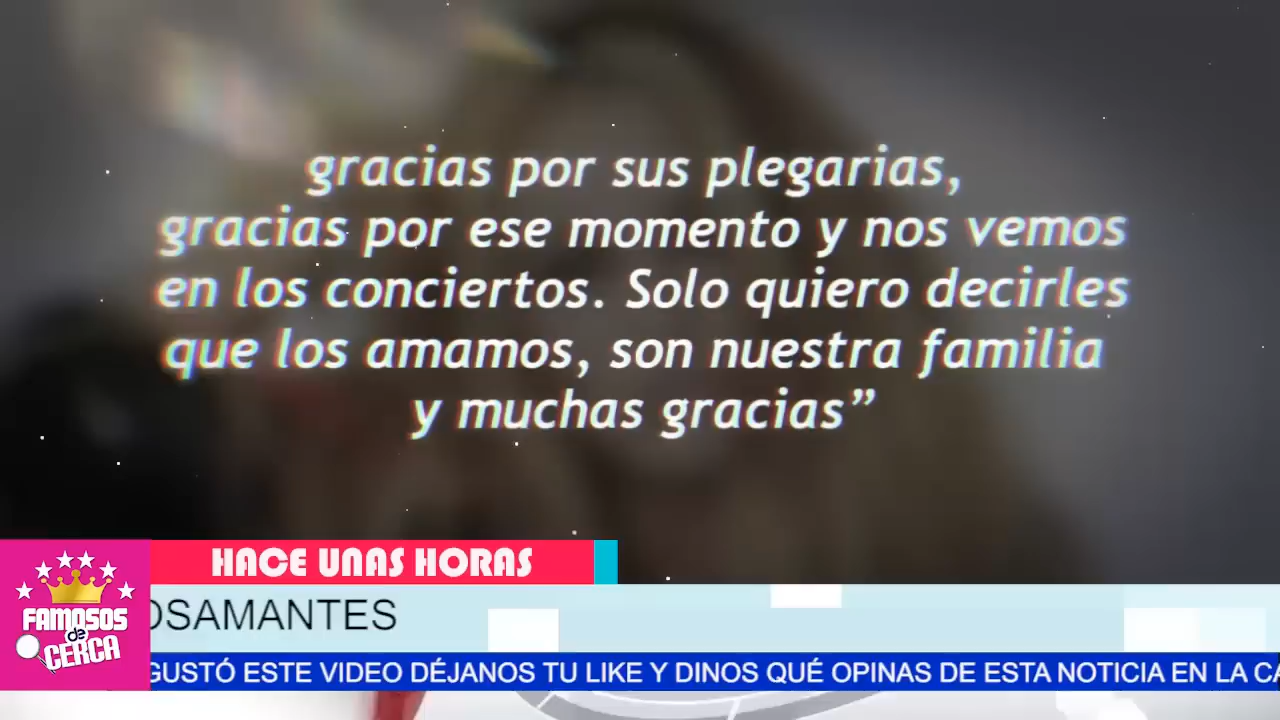 gracias por sus plegarias,
gracias por ese momento y nos vemos
en los conciertos. Solo quiero decirles
que los amamos, son nuestra familia
y muchas gracias”
HACE UNAS HORAS
OSAMANTES
FAMOSOS
de
CERCA
GUSTÓ ESTE VIDEO DÉJANOS TU LIKE Y DINOS QUÉ OPINAS DE ESTA NOTICIA EN LA CA